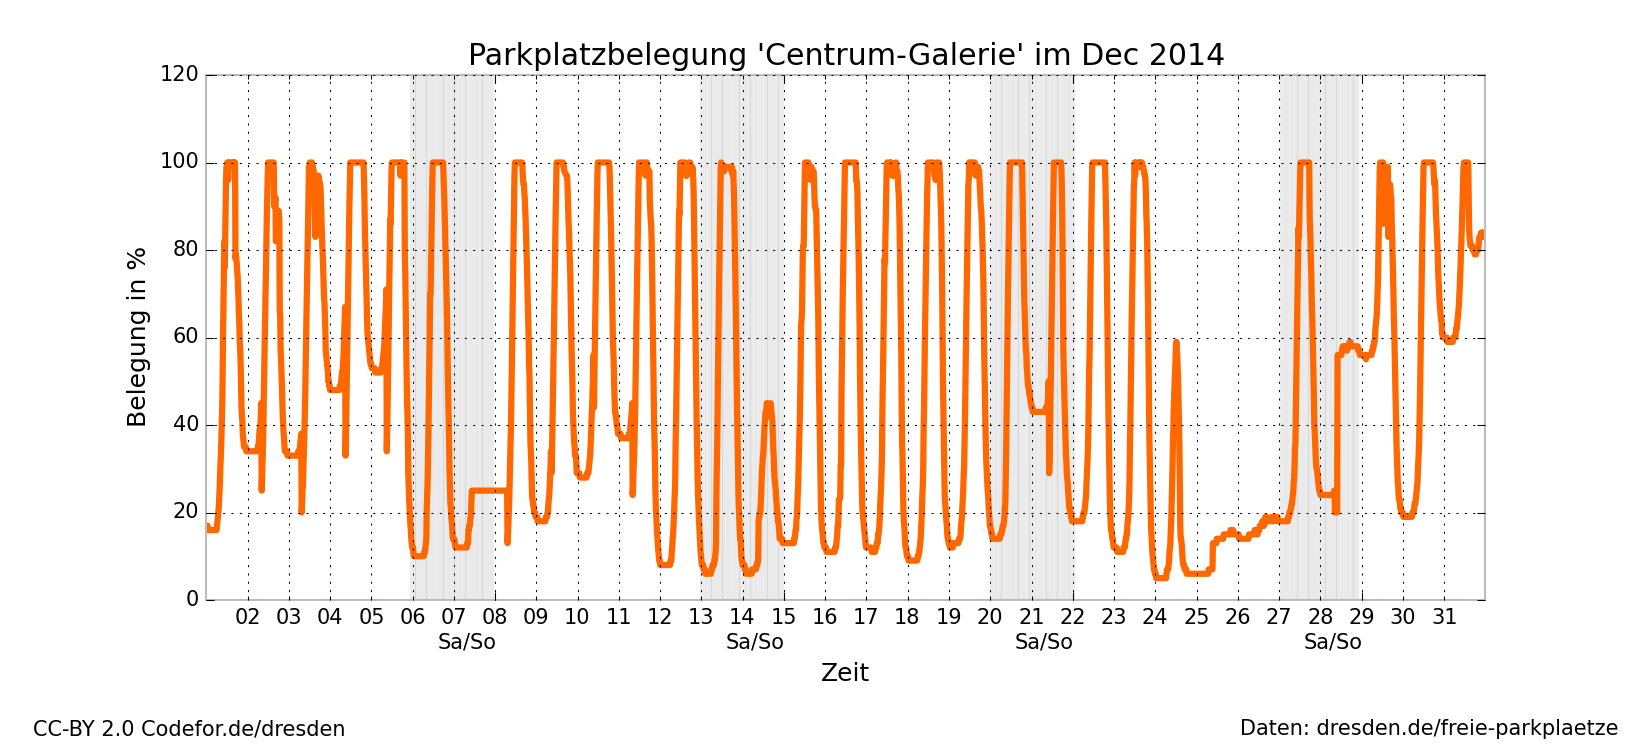 Parkplatzbelegung 'Centrum-Galerie' im Dec 2014
120
100
80
60
40
20
0
Belegung in %
02 03 04 05 06 07 08 09 10 11 12 13 14 15 16 17 18 19 20 21 22 23 24 25 26 27 28 29 30 31
Sa/So Sa/So Sa/So Sa/So
Zeit
CC-BY 2.0 Codefor.de/dresden
Daten: dresden.de/freie-parkplaetze